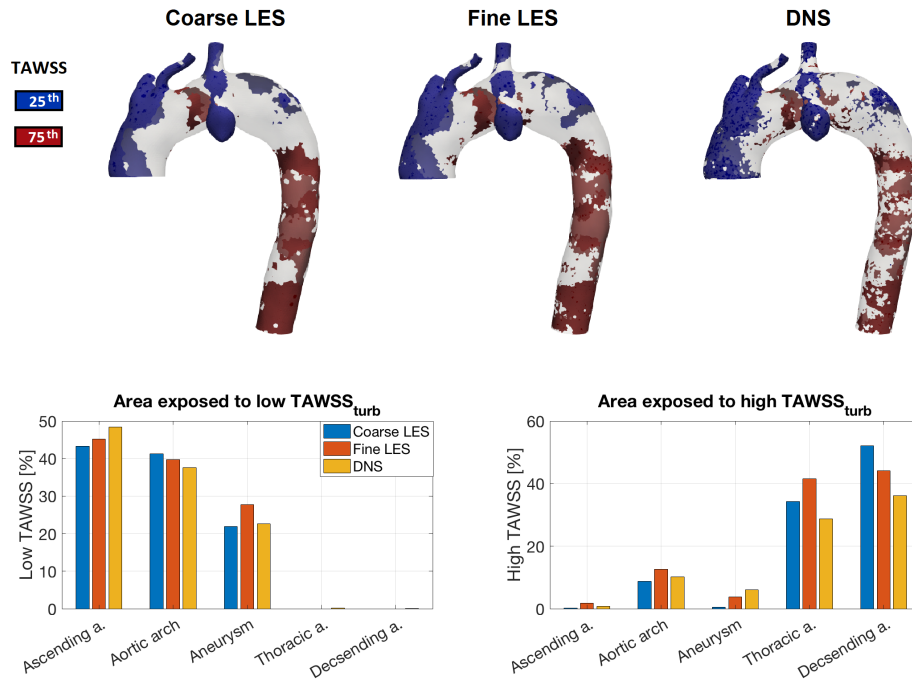 Coarse LES
Fine LES
DNS
TAWSS
25th
75th
Area exposed to low TAWSS_turb
Low TAWSS [%]
50
40
30
20
10
0
Coarse LES
Fine LES
DNS
Ascending a.
Aortic arch
Aneurysm
Thoracic a.
Decsending a.
Area exposed to high TAWSS_turb
High TAWSS [%]
60
40
20
0
Ascending a.
Aortic arch
Aneurysm
Thoracic a.
Decsending a.